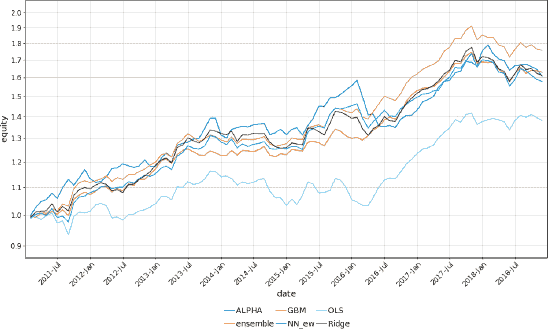 2.0
1.9
1.8
1.7
1.6
1.5
1.4
1.3
1.2
1.1
1.0
0.9
equity
2011-Jul
2012-Jan
2012-Jul
2013-Jan
2013-Jul
2014-Jan
2014-Jul
2015-Jan
2015-Jul
2016-Jan
2016-Jul
2017-Jan
2017-Jul
2018-Jan
2018-Jul
date
ALPHA GBM OLS
ensemble NN_ew Ridge